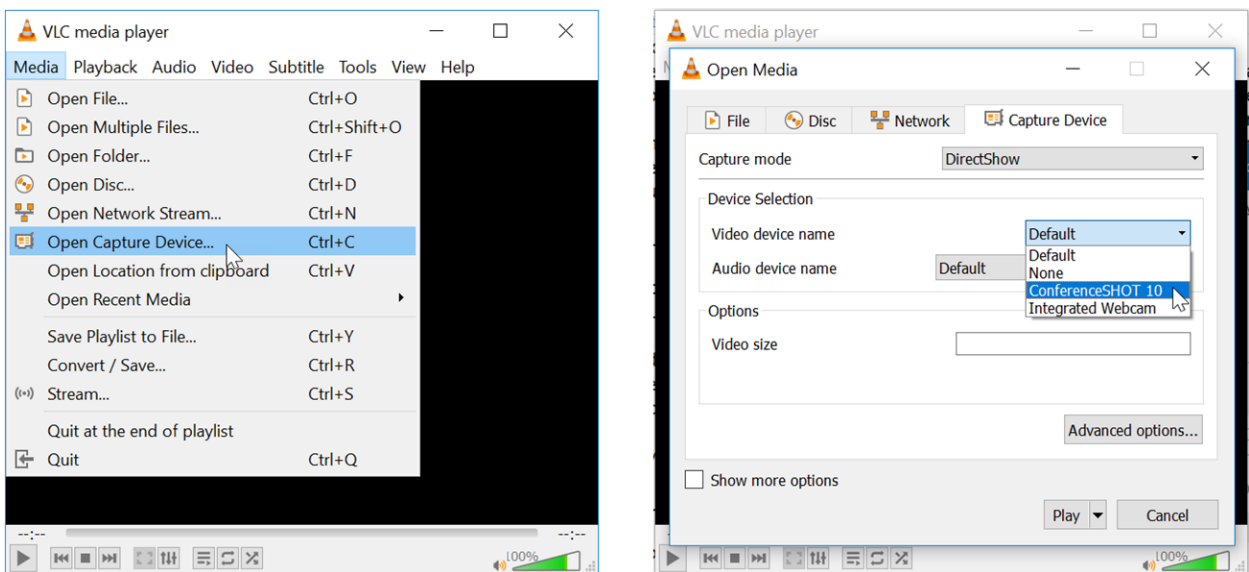 VLC media player
Media Playback Audio Video Subtitle Tools View Help
Open File... Ctrl+O
Open Multiple Files... Ctrl+Shift+O
Open Folder... Ctrl+F
Open Disc... Ctrl+D
Open Network Stream... Ctrl+N
Open Capture Device... Ctrl+C
Open Location from clipboard Ctrl+V
Open Recent Media
Save Playlist to File... Ctrl+Y
Convert / Save... Ctrl+R
Stream... Ctrl+S
Quit at the end of playlist
Quit Ctrl+Q
--:-- --:--
100%
VLC media player
Open Media
File Disc Network Capture Device
Capture mode DirectShow
Device Selection
Video device name Default
Default
None
ConferenceSHOT 10
Integrated Webcam
Audio device name Default
Options
Video size
Advanced options...
Show more options
Play Cancel
100%